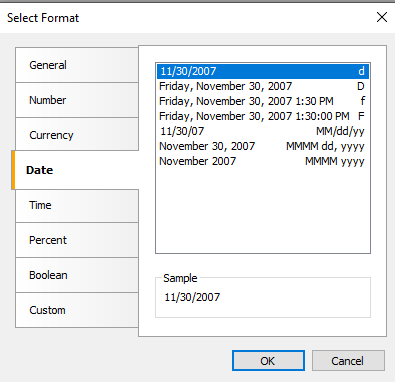 Select Format
General
Number
Currency
Date
Time
Percent
Boolean
Custom
11/30/2007 d
Friday, November 30, 2007 D
Friday, November 30, 2007 1:30 PM f
Friday, November 30, 2007 1:30:00 PM F
11/30/07 MM/dd/yy
November 30, 2007 MMMM dd, yyyy
November 2007 MMMM yyyy
Sample
11/30/2007
OK Cancel